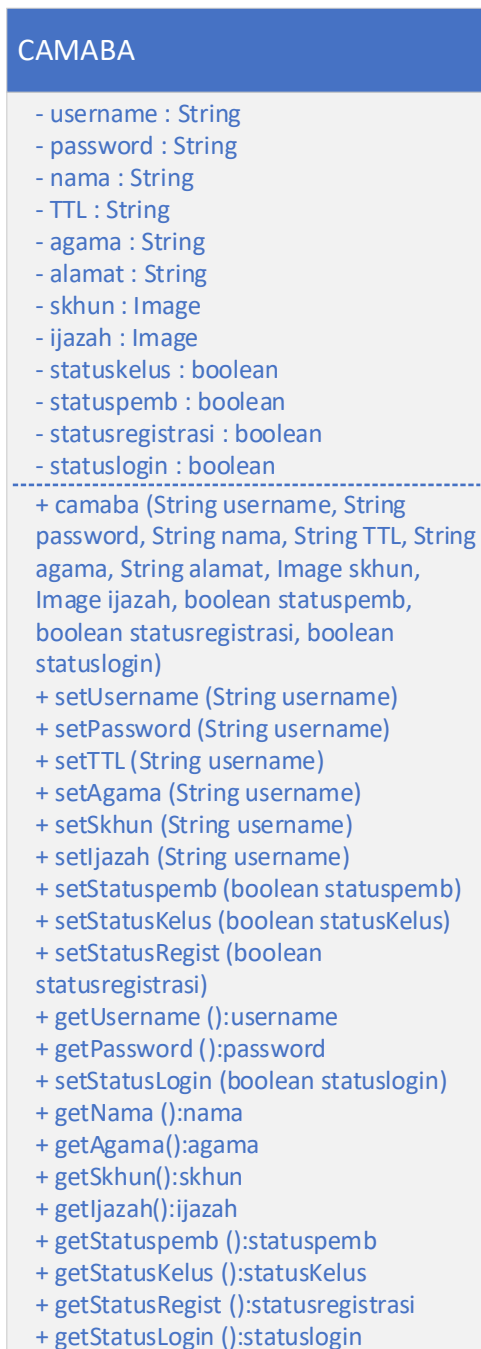 CAMABA
- username : String
- password : String
- nama : String
- TTL : String
- agama : String
- alamat : String
- skhun : Image
- ijazah : Image
- statuskelus : boolean
- statuspemb : boolean
- statusregistrasi : boolean
- statuslogin : boolean
+ camaba (String username, String
password, String nama, String TTL, String
agama, String alamat, Image skhun,
Image ijazah, boolean statuspemb,
boolean statusregistrasi, boolean
statuslogin)
+ setUsername (String username)
+ setPassword (String username)
+ setTTL (String username)
+ setAgama (String username)
+ setSkhun (String username)
+ setIjazah (String username)
+ setStatuspemb (boolean statuspemb)
+ setStatusKelus (boolean statusKelus)
+ setStatusRegist (boolean
statusregistrasi)
+ getUsername ():username
+ getPassword ():password
+ setStatusLogin (boolean statuslogin)
+ getNama ():nama
+ getAgama():agama
+ getSkhun():skhun
+ getIjazah():ijazah
+ getStatuspemb ():statuspemb
+ getStatusKelus ():statusKelus
+ getStatusRegist ():statusregistrasi
+ getStatusLogin ():statuslogin